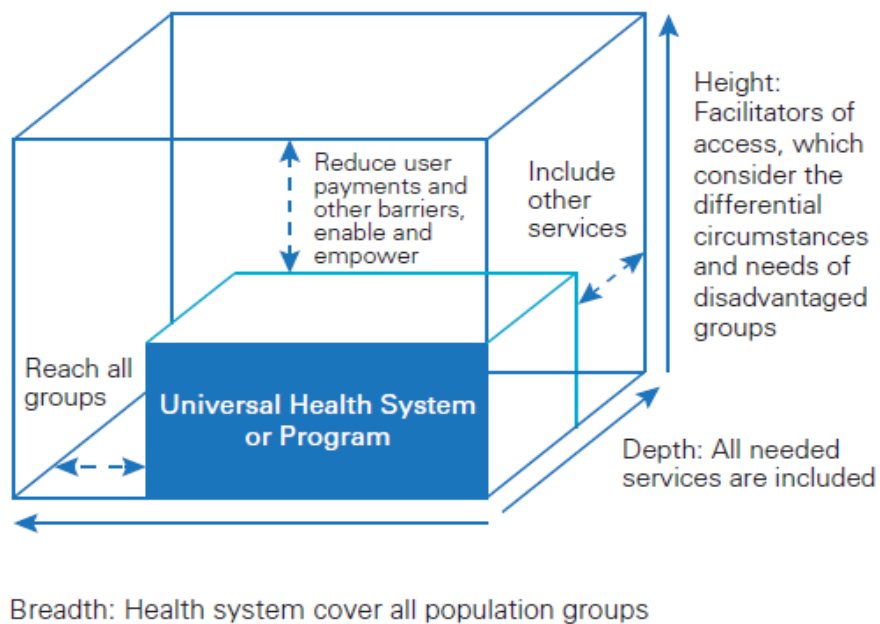 Height:
Facilitators of
access, which
consider the
differential
circumstances
and needs of
disadvantaged
groups
Reduce user
payments and
other barriers,
enable and
empower
Include
other
services
Reach all
groups
Universal Health System
or Program
Depth: All needed
services are included
Breadth: Health system cover all population groups